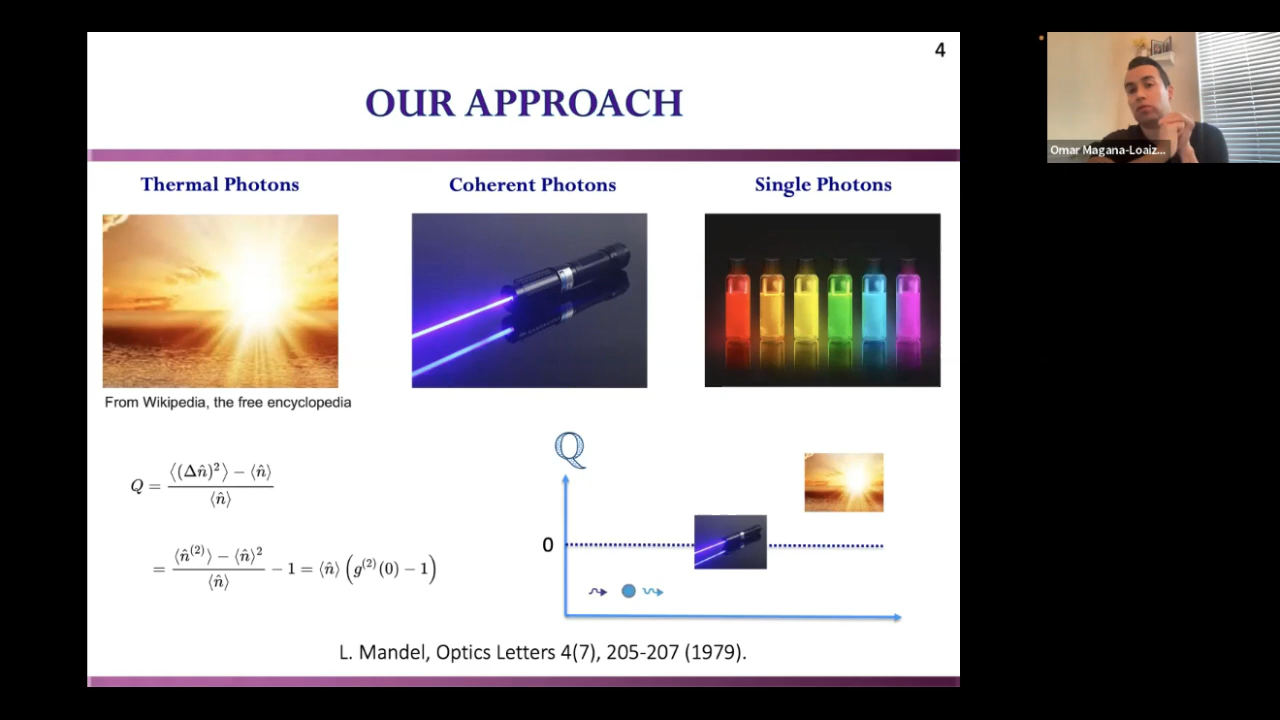 4
OUR APPROACH
Omar Magana-Loaiz...
Thermal Photons
Coherent Photons
Single Photons
From Wikipedia, the free encyclopedia
Q
Q = ⟨(Δn̂)²⟩ − ⟨n̂⟩ / ⟨n̂⟩
0
= ⟨n̂⁽²⁾⟩ − ⟨n̂⟩² / ⟨n̂⟩ − 1 = ⟨n̂⟩ (g⁽²⁾(0) − 1)
L. Mandel, Optics Letters 4(7), 205-207 (1979).